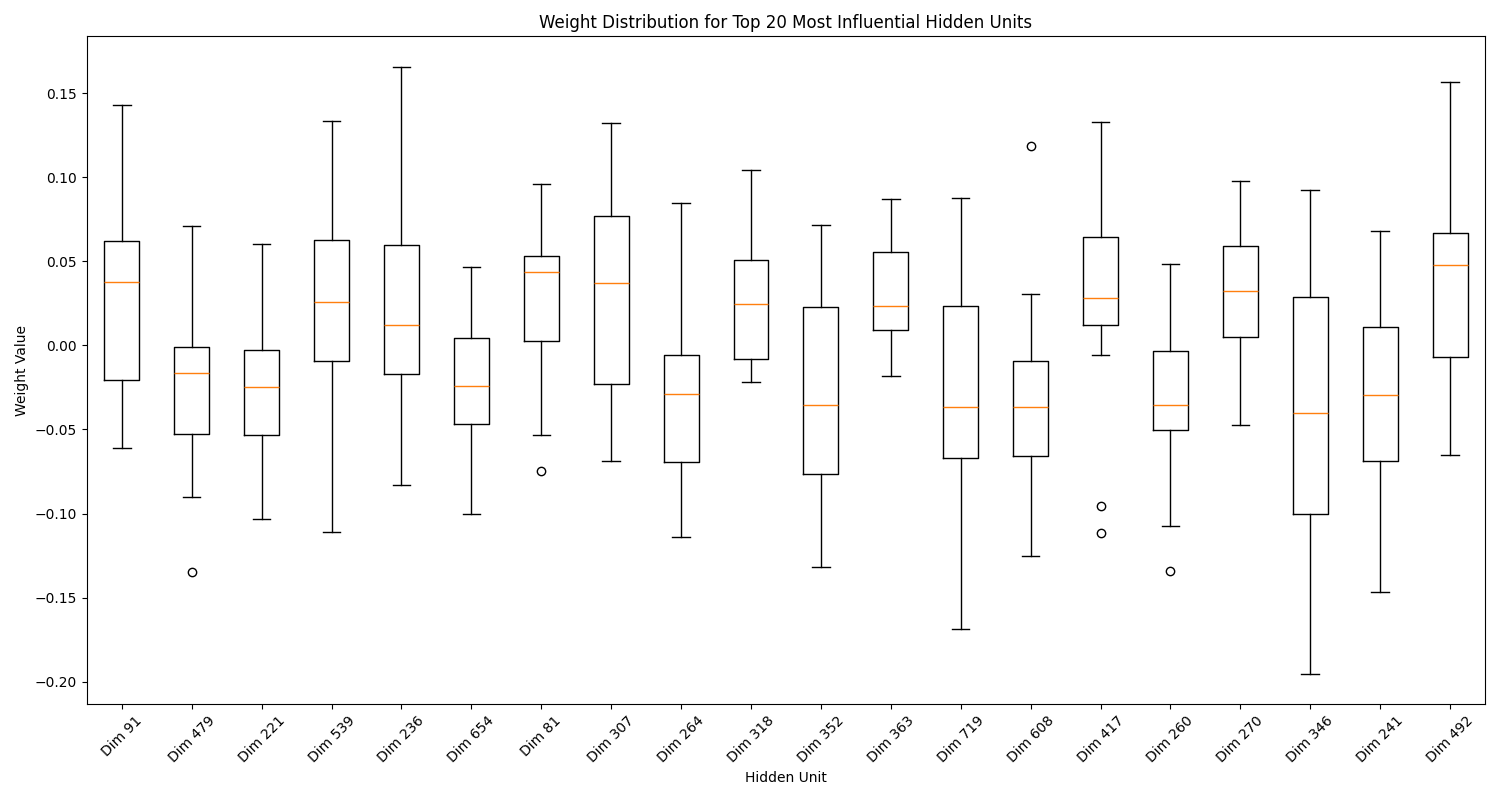 Weight Distribution for Top 20 Most Influential Hidden Units
Weight Value
0.15
0.10
0.05
0.00
−0.05
−0.10
−0.15
−0.20
Dim 91
Dim 479
Dim 221
Dim 539
Dim 236
Dim 654
Dim 81
Dim 307
Dim 264
Dim 318
Dim 352
Dim 363
Dim 719
Dim 608
Dim 417
Dim 260
Dim 270
Dim 346
Dim 241
Dim 492
Hidden Unit